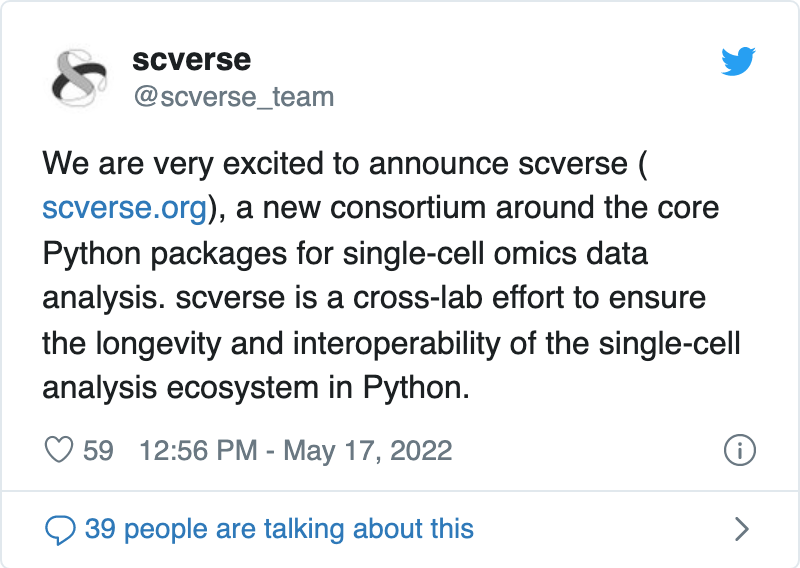 scverse
@scverse_team
We are very excited to announce scverse (
scverse.org), a new consortium around the core
Python packages for single-cell omics data
analysis. scverse is a cross-lab effort to ensure
the longevity and interoperability of the single-cell
analysis ecosystem in Python.
59 12:56 PM - May 17, 2022
39 people are talking about this